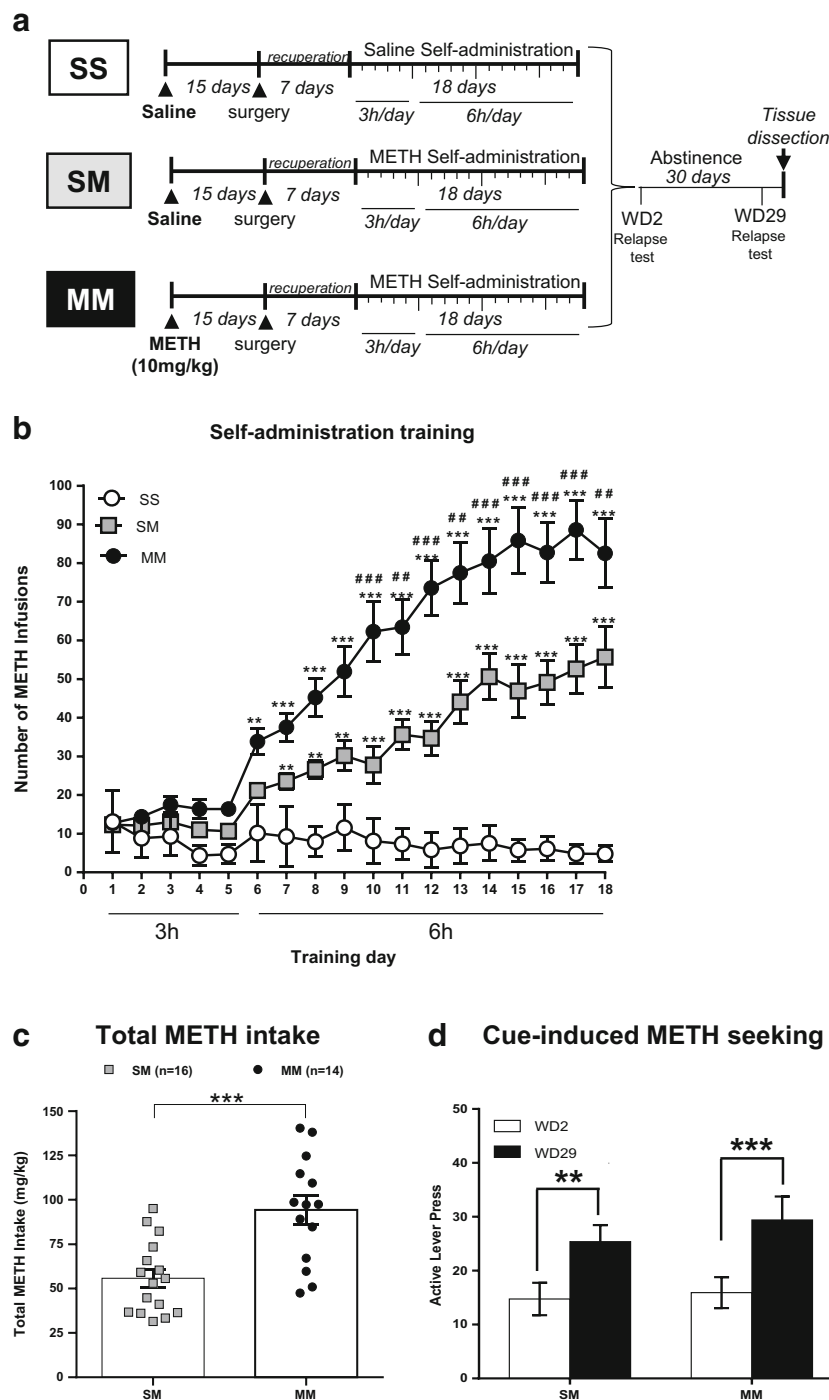 a
SS
recuperation
Saline Self-administration
15 days
7 days
18 days
Saline
surgery
3h/day
6h/day
SM
recuperation
METH Self-administration
15 days
7 days
18 days
Saline
surgery
3h/day
6h/day
MM
recuperation
METH Self-administration
15 days
7 days
18 days
METH
(10mg/kg)
surgery
3h/day
6h/day
Tissue
dissection
Abstinence
30 days
WD2
Relapse
test
WD29
Relapse
test
b
Self-administration training
Number of METH Infusions
100
90
80
70
60
50
40
30
20
10
0
SS
SM
MM
** *** *** *** *** *** *** *** *** *** *** *** ***
### ## ### ## ### ### ### ### ##
** ** ** *** *** *** *** *** *** *** *** ***
0 1 2 3 4 5 6 7 8 9 10 11 12 13 14 15 16 17 18
3h
6h
Training day
c
Total METH intake
SM (n=16)
MM (n=14)
***
Total METH Intake (mg/kg)
150
125
100
75
50
25
0
SM
MM
d
Cue-induced METH seeking
WD2
WD29
**
***
Active Lever Press
50
40
30
20
10
0
SM
MM